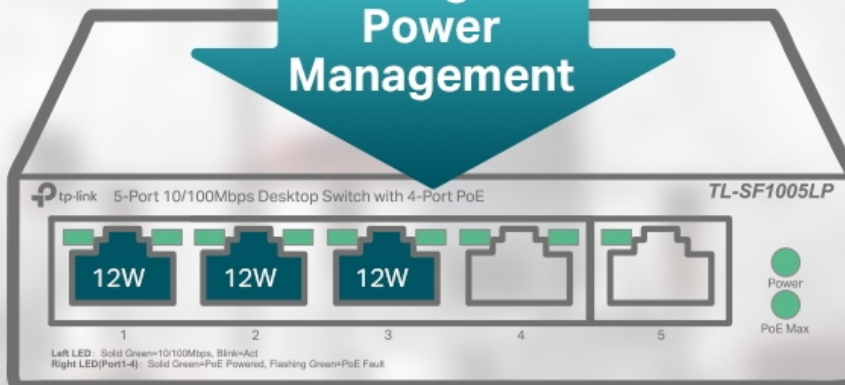 Power
Management
tp-link 5-Port 10/100Mbps Desktop Switch with 4-Port PoE
TL-SF1005LP
12W 12W 12W
Power
PoE Max
1 2 3 4 5
Left LED: Solid Green=10/100Mbps, Blink=Act
Right LED(Port1-4): Solid Green=PoE Powered, Flashing Green=PoE Fault